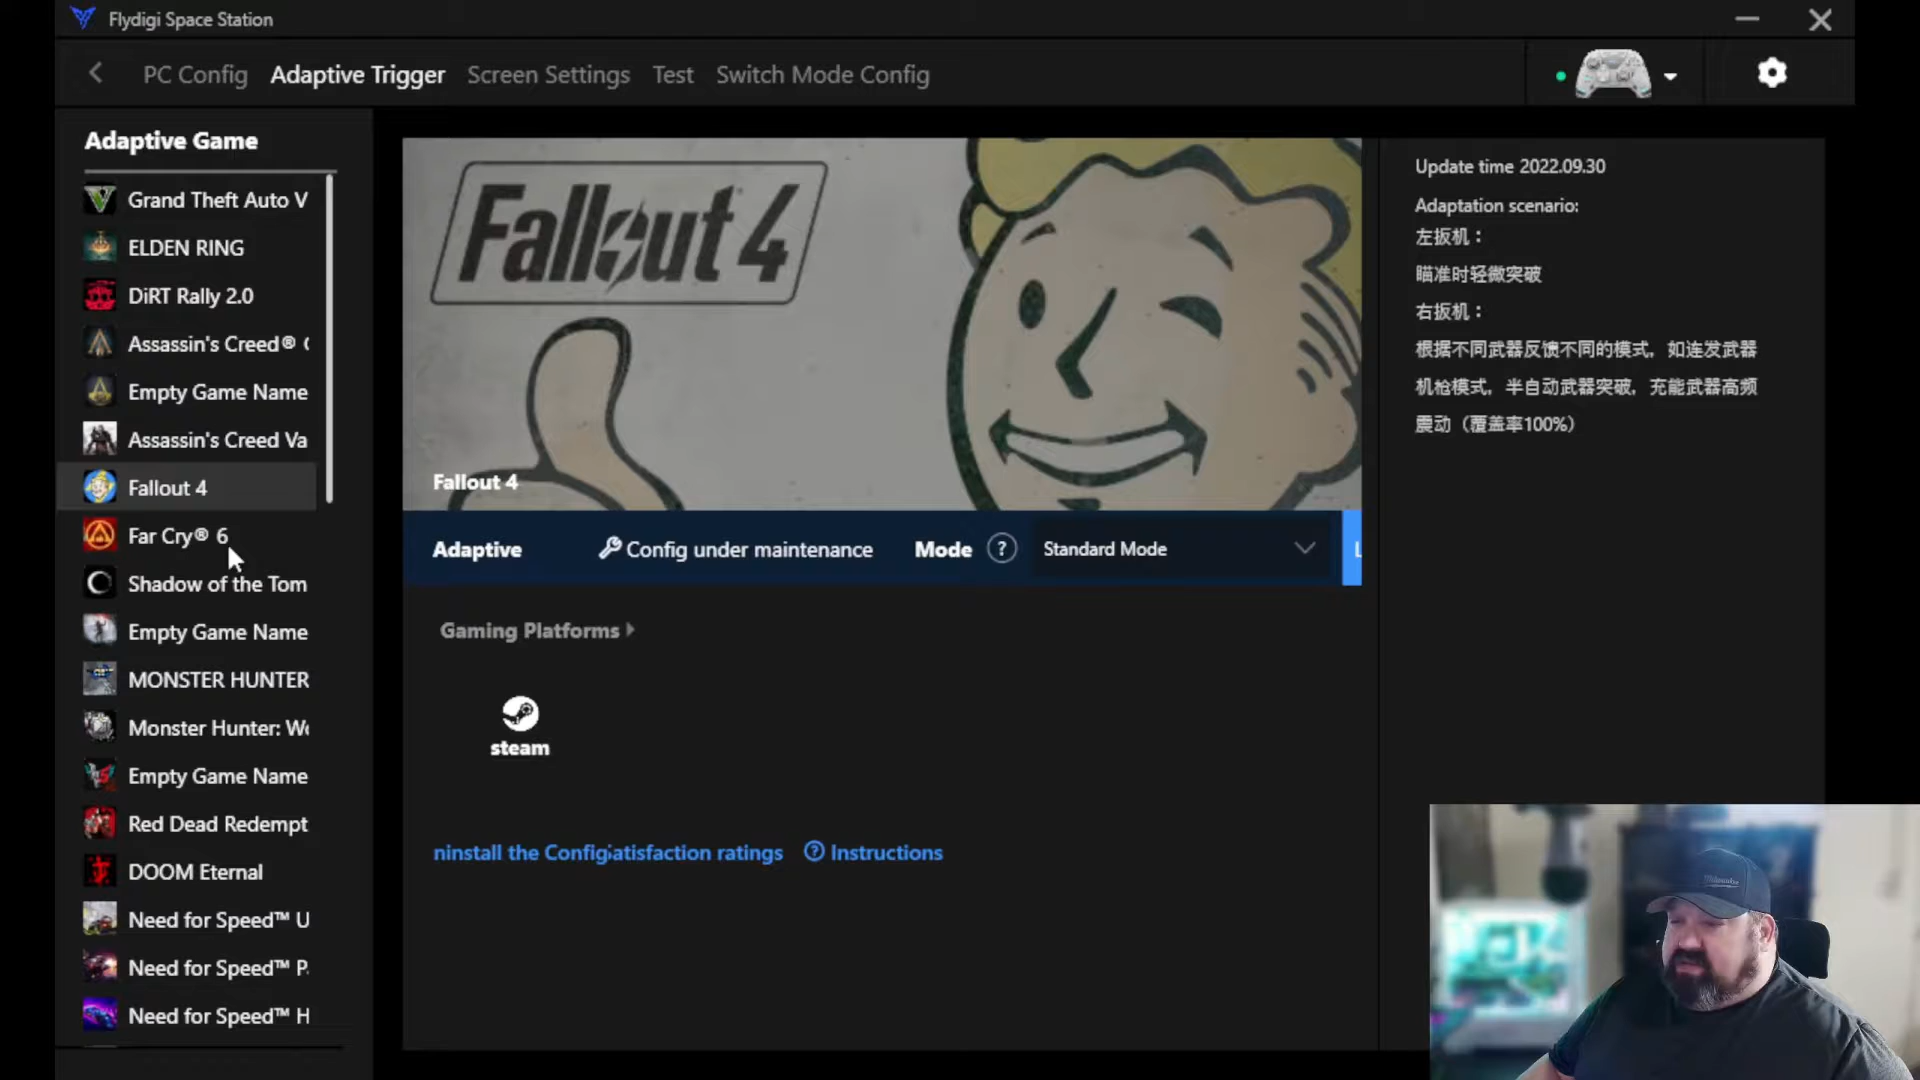 Flydigi Space Station
PC Config
Adaptive Trigger
Screen Settings
Test
Switch Mode Config
Adaptive Game
Grand Theft Auto V
ELDEN RING
DiRT Rally 2.0
Assassin's Creed® (
Empty Game Name
Assassin's Creed Va
Fallout 4
Far Cry® 6
Shadow of the Tom
Empty Game Name
MONSTER HUNTER
Monster Hunter: Wo
Empty Game Name
Red Dead Redempt
DOOM Eternal
Need for Speed™ U
Need for Speed™ P
Need for Speed™ H
Fallout 4
Fallout 4
Adaptive
Config under maintenance
Mode ?
Standard Mode
L
Gaming Platforms
steam
ninstall the Config
atisfaction ratings
? Instructions
Update time 2022.09.30
Adaptation scenario:
左扳机：
瞄准时轻微突破
右扳机：
根据不同武器反馈不同的模式，如连发武器
机枪模式，半自动武器突破，充能武器高频
震动（覆盖率100%）